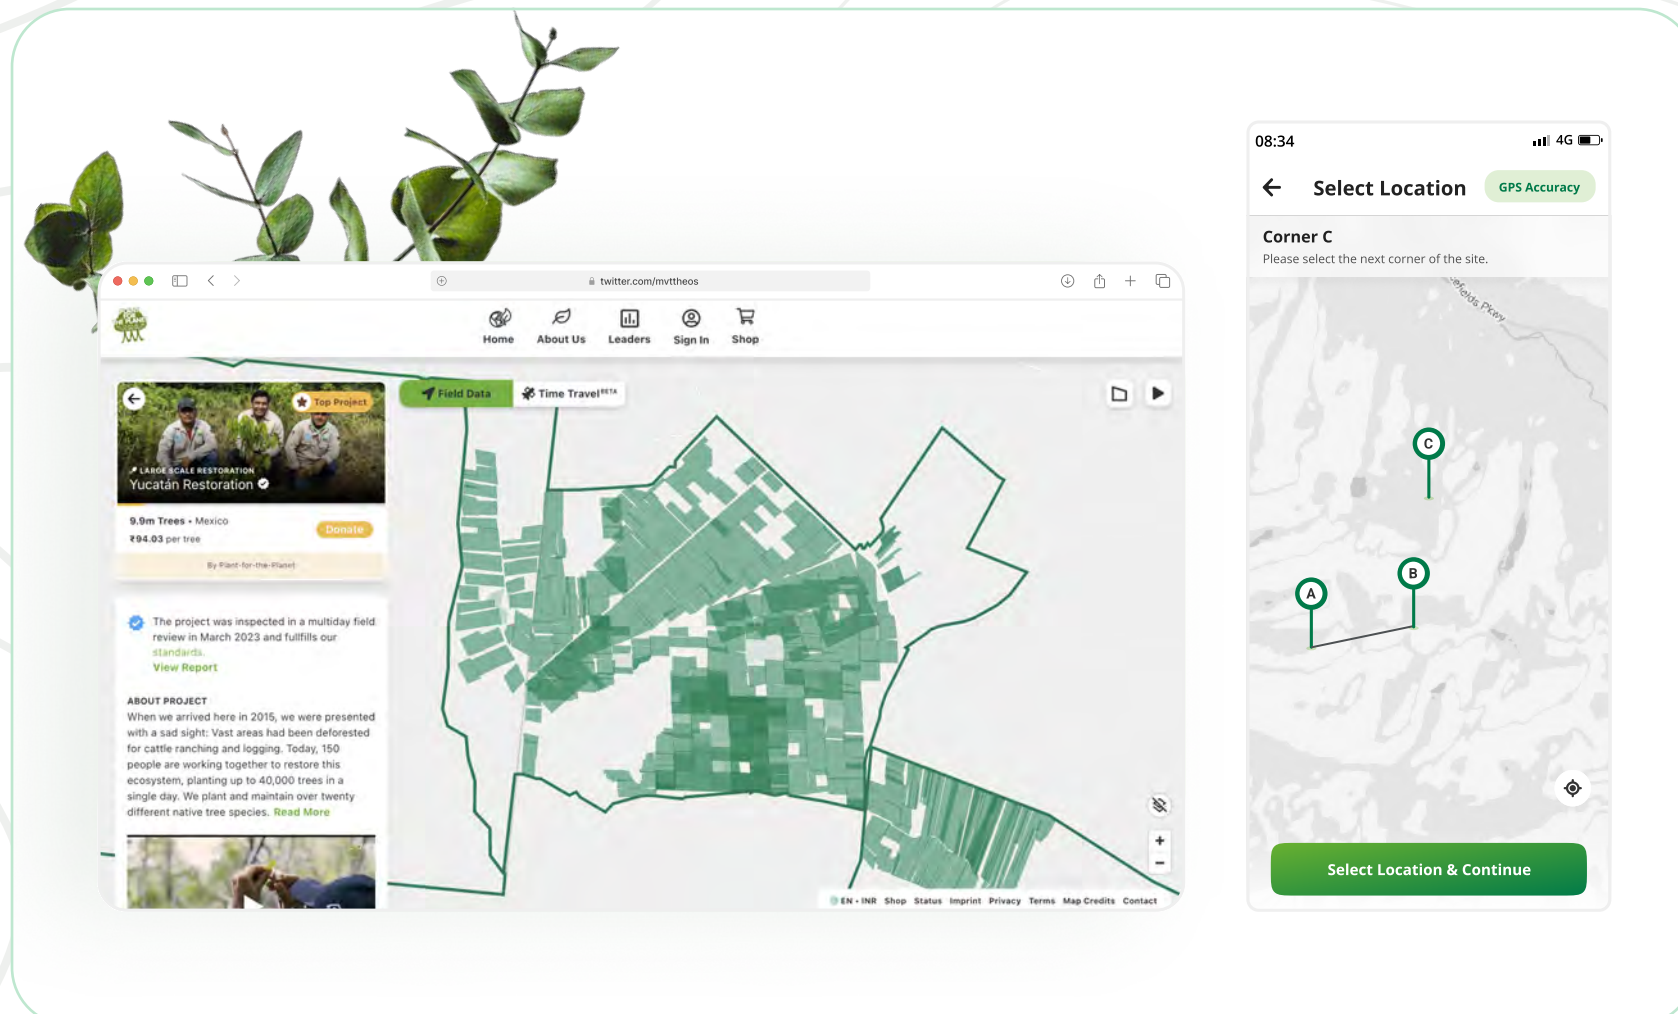 twitter.com/mvttheos
PLANT
FOR
THE PLANET
Home
About Us
Leaders
Sign In
Shop
Top Project
LARGE SCALE RESTORATION
Yucatán Restoration
9.9m Trees • Mexico
₹94.03 per tree
Donate
By Plant-for-the-Planet
The project was inspected in a multiday field
review in March 2023 and fullfills our
standards.
View Report
ABOUT PROJECT
When we arrived here in 2015, we were presented
with a sad sight: Vast areas had been deforested
for cattle ranching and logging. Today, 150
people are working together to restore this
ecosystem, planting up to 40,000 trees in a
single day. We plant and maintain over twenty
different native tree species. Read More
Field Data
Time Travel BETA
EN • INR Shop Status Imprint Privacy Terms Map Credits Contact
08:34
4G
Select Location
GPS Accuracy
Corner C
Please select the next corner of the site.
Pkwy
C
B
A
Select Location & Continue